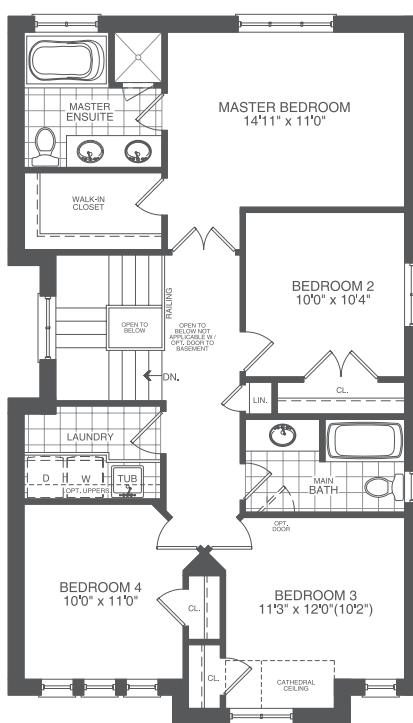 MASTER
ENSUITE
MASTER BEDROOM
14'11" x 11'0"
WALK-IN
CLOSET
BEDROOM 2
10'0" x 10'4"
RAILING
OPEN TO
BELOW
OPEN TO
BELOW NOT
APPLICABLE W/
OPT. DOOR TO
BASEMENT
DN.
LIN.
CL.
LAUNDRY
D
W
TUB
OPT. UPPERS
MAIN
BATH
OPT.
DOOR
BEDROOM 4
10'0" x 11'0"
CL.
BEDROOM 3
11'3" x 12'0"(10'2")
CL.
CATHEDRAL
CEILING